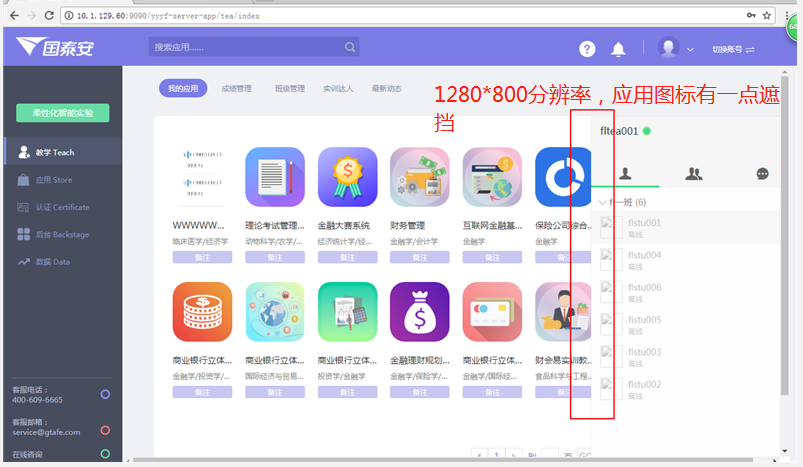 10.1.129.60:9090/yyyf-server-app/tea/index
国泰安
搜索应用......
切换账号
柔性化智能实验
教学 Teach
应用 Store
认证 Certificate
后台 Backstage
数据 Data
客服电话：
400-609-6665
客服邮箱：
service@gtafe.com
在线咨询
我的应用 成绩管理 班级管理 实训达人 最新动态
1280*800分辨率，应用图标有一点遮
挡
WWWWW... 理论考试管理... 金融大赛系统 财务管理 互联网金融基... 保险公司综合...
临床医学/经济学 动物科学/农学/... 经济统计学/经... 金融学/会计学 金融学 金融学
备注 备注 备注 备注 备注 备注
商业银行立体... 商业银行立体... 商业银行立体... 金融理财规划... 商业银行立体... 财会易实训教...
金融学/投资学/... 国际经济与贸易... 投资学/金融学 金融学/保险学/... 金融学/国际经... 食品科学与工程...
备注 备注 备注 备注 备注 备注
1
fltea001
一班 (6)
flstu001
离线
flstu004
离线
flstu006
离线
flstu005
离线
flstu003
离线
flstu002
离线